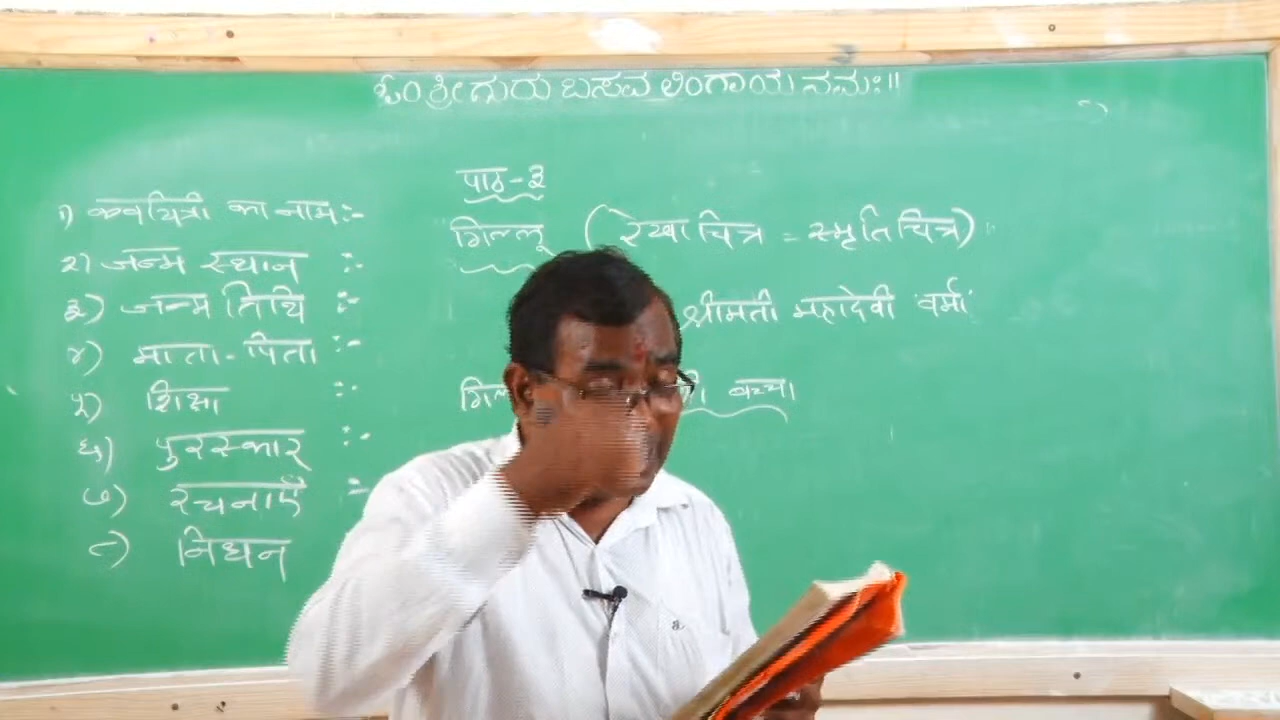 ಓಂ ಶ್ರೀ ಗುರು ಬಸವ ಲಿಂಗಾಯ ನಮಃ॥
पाठ-३
गिल्लू (रेखाचित्र = स्मृतिचित्र)
श्रीमती महादेवी वर्मा
गिल बच्चा
१) कवयित्री का नाम :-
२) जन्म स्थान :-
३) जन्म तिथि :-
४) माता-पिता :-
५) शिक्षा :-
६) पुरस्कार :-
७) रचनाएँ :-
८) निधन